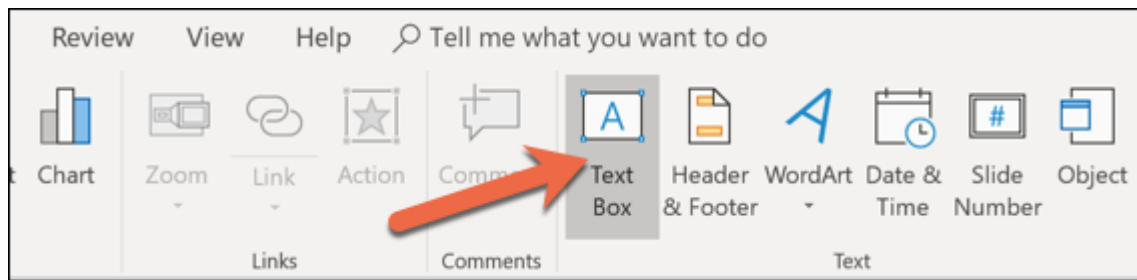 Review View Help Tell me what you want to do
A
#
t Chart Zoom Link Action Text Header WordArt Date & Slide Object
Box & Footer Time Number
Links Comments Text